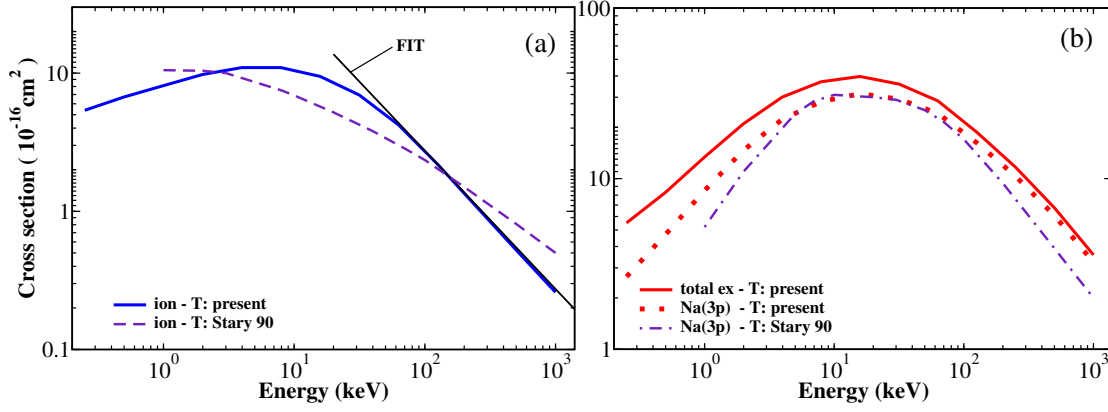 (a)
FIT
Cross section ( 10⁻¹⁶ cm² )
10
1
0.1
ion - T: present
ion - T: Stary 90
10⁰ 10¹ 10² 10³
Energy (keV)
(b)
100
10
1
total ex - T: present
Na(3p) - T: present
Na(3p) - T: Stary 90
10⁰ 10¹ 10² 10³
Energy (keV)